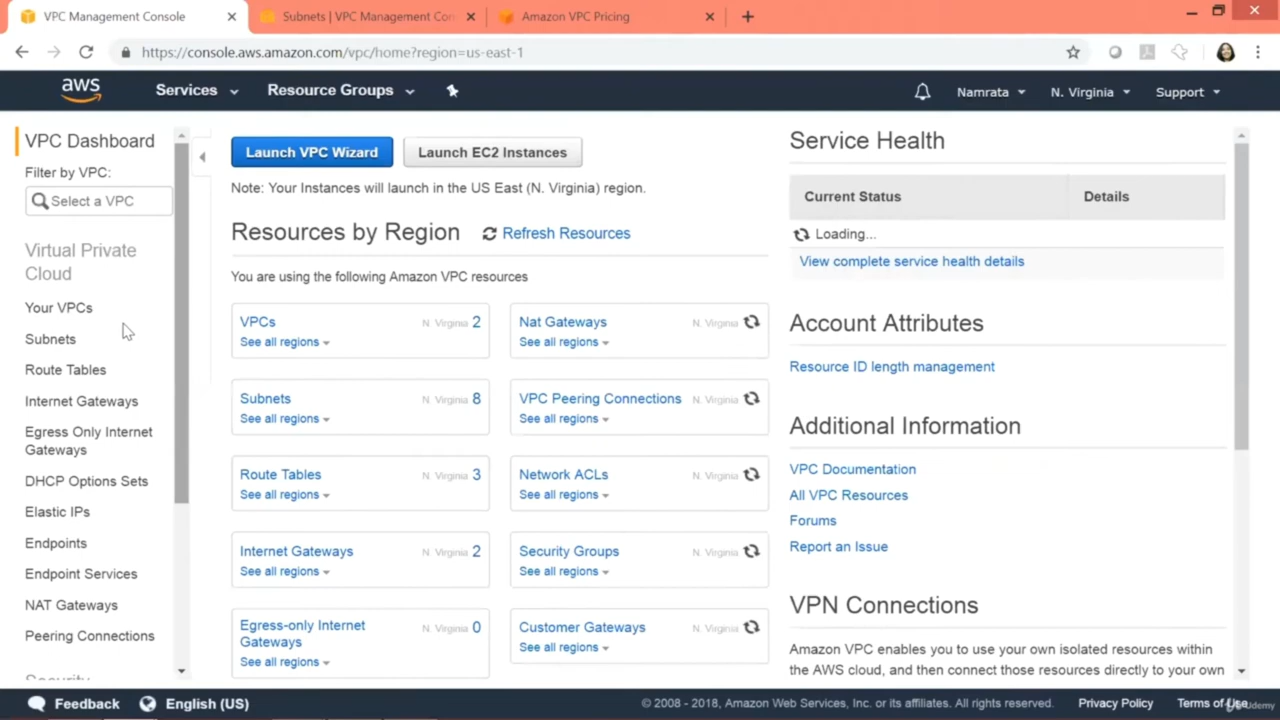 VPC Management Console
Subnets | VPC Management Con
Amazon VPC Pricing
https://console.aws.amazon.com/vpc/home?region=us-east-1
aws
Services
Resource Groups
Namrata
N. Virginia
Support
VPC Dashboard
Filter by VPC:
Select a VPC
Virtual Private
Cloud
Your VPCs
Subnets
Route Tables
Internet Gateways
Egress Only Internet
Gateways
DHCP Options Sets
Elastic IPs
Endpoints
Endpoint Services
NAT Gateways
Peering Connections
Security
Launch VPC Wizard
Launch EC2 Instances
Note: Your Instances will launch in the US East (N. Virginia) region.
Resources by Region
Refresh Resources
You are using the following Amazon VPC resources
VPCs N. Virginia 2
See all regions
Nat Gateways N. Virginia
See all regions
Subnets N. Virginia 8
See all regions
VPC Peering Connections N. Virginia
See all regions
Route Tables N. Virginia 3
See all regions
Network ACLs N. Virginia
See all regions
Internet Gateways N. Virginia 2
See all regions
Security Groups N. Virginia
See all regions
Egress-only Internet N. Virginia 0
Gateways
See all regions
Customer Gateways N. Virginia
See all regions
Service Health
Current Status Details
Loading...
View complete service health details
Account Attributes
Resource ID length management
Additional Information
VPC Documentation
All VPC Resources
Forums
Report an Issue
VPN Connections
Amazon VPC enables you to use your own isolated resources within
the AWS cloud, and then connect those resources directly to your own
Feedback
English (US)
© 2008 - 2018, Amazon Web Services, Inc. or its affiliates. All rights reserved.
Privacy Policy
Terms of Use
Udemy